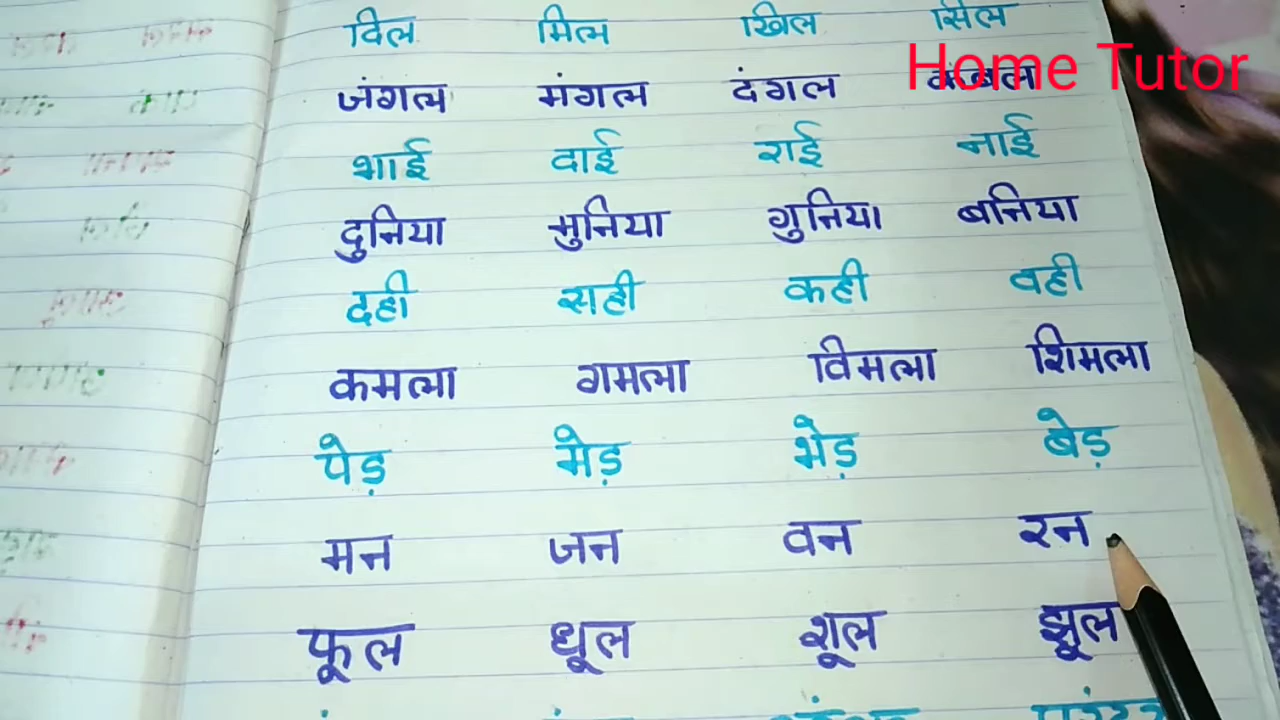 दिल मिल खिल सिल
Home Tutor
जंगल मंगल दंगल
भाई दाई राई नाई
दुनिया मुनिया गुनिया बनिया
दही सही कही वही
कमला गमला विमला शिमला
पेड़ मेड़ भेड़ बेड़
मन जन वन रन
फूल धूल शूल झूल